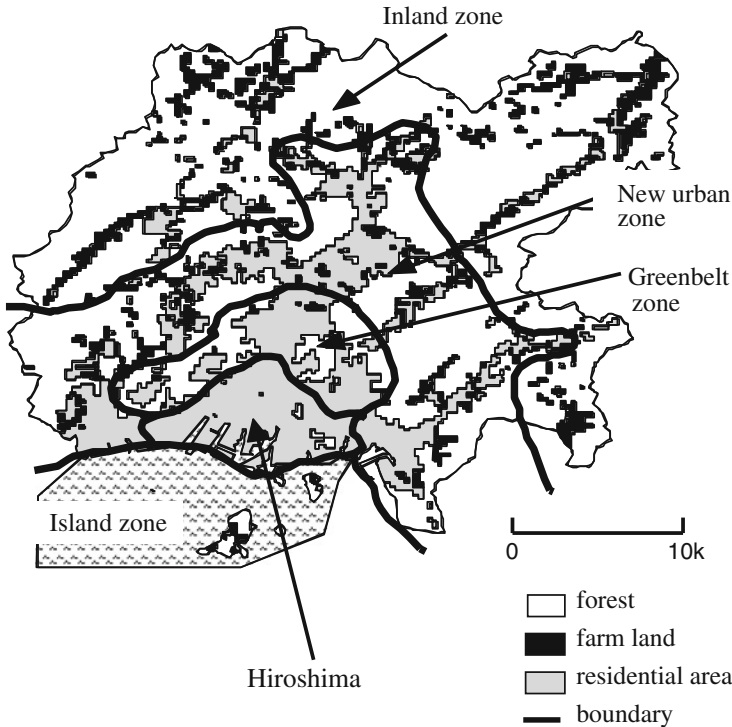 Inland zone
New urban
zone
Greenbelt
zone
Island zone
0 10k
Hiroshima
forest
farm land
residential area
boundary